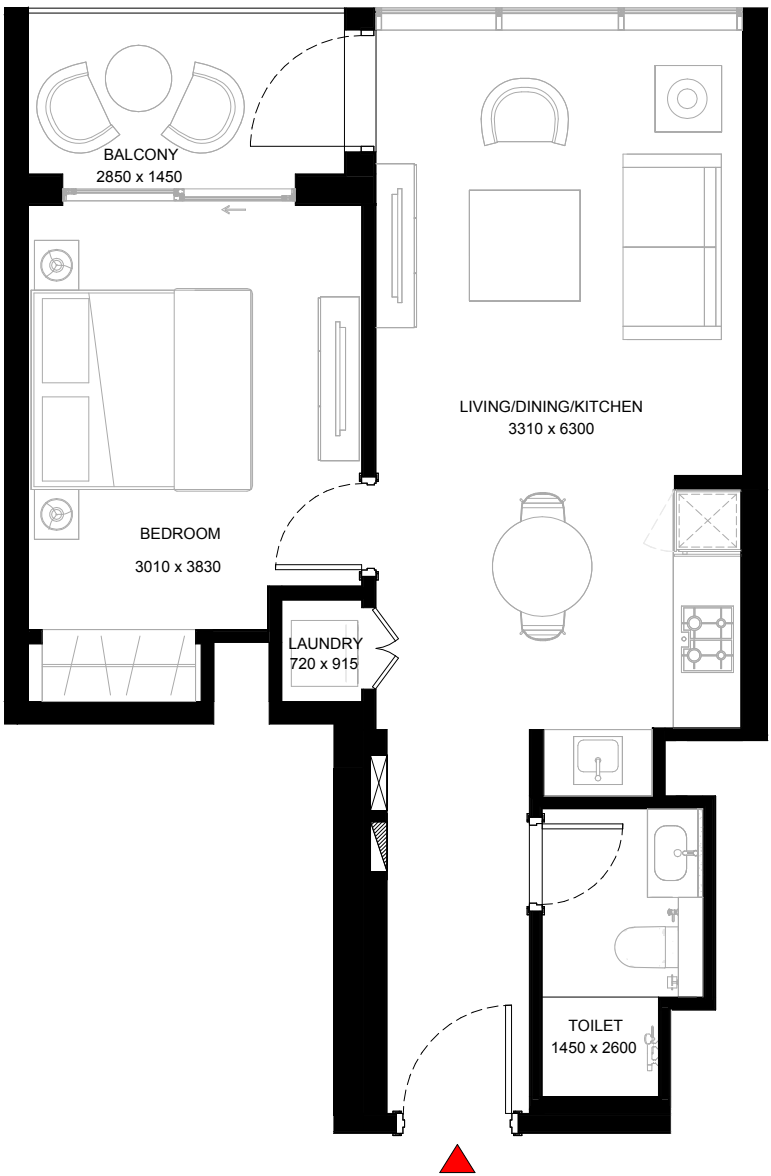 BALCONY
2850 x 1450
LIVING/DINING/KITCHEN
3310 x 6300
BEDROOM
3010 x 3830
LAUNDRY
720 x 915
TOILET
1450 x 2600